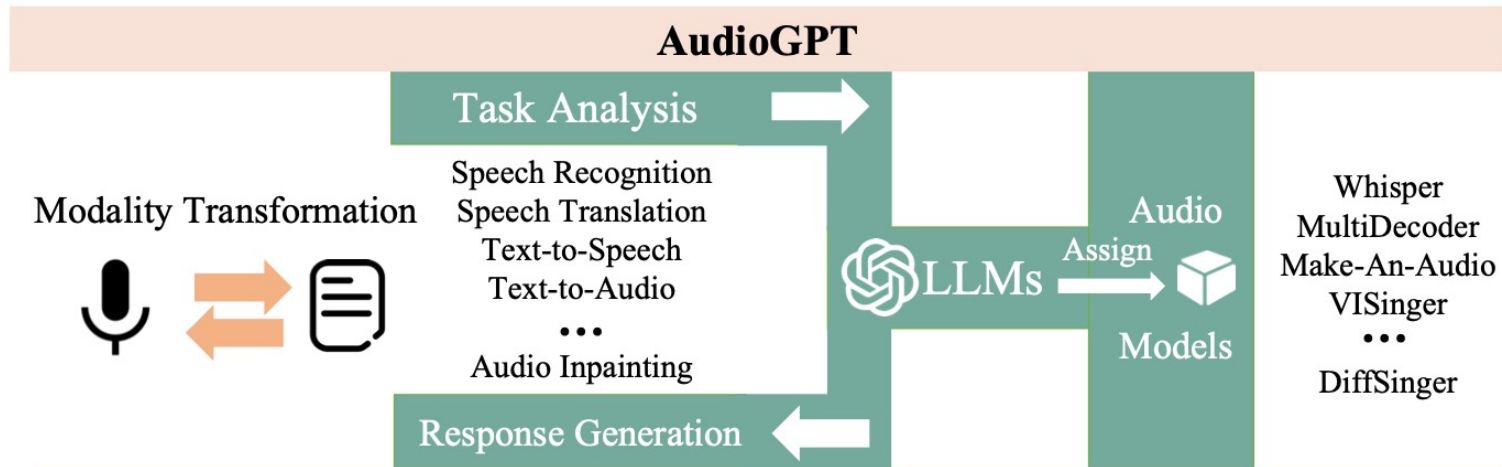 AudioGPT
Task Analysis
Modality Transformation
Speech Recognition
Speech Translation
Text-to-Speech
Text-to-Audio
•••
Audio Inpainting
Response Generation
LLMs
Assign
Audio
Models
Whisper
MultiDecoder
Make-An-Audio
VISinger
•••
DiffSinger